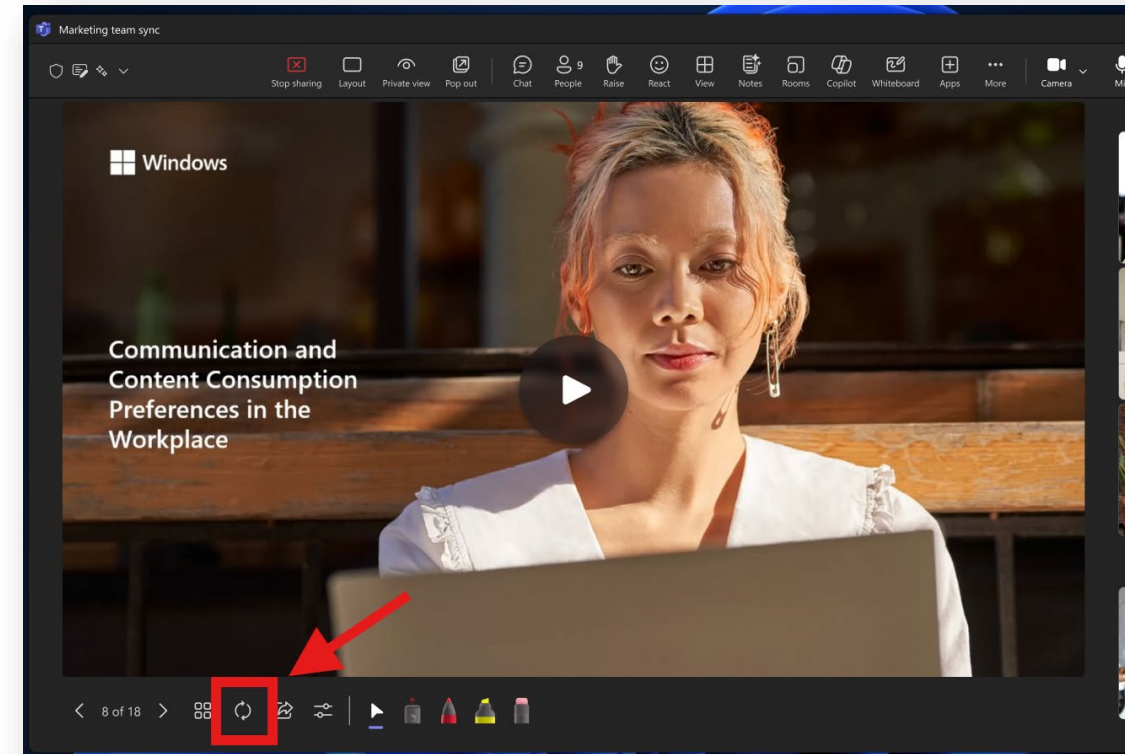 Marketing team sync
Stop sharing
Layout
Private view
Pop out
Chat
People
9
Raise
React
View
Notes
Rooms
Copilot
Whiteboard
Apps
More
Camera
Windows
Communication and
Content Consumption
Preferences in the
Workplace
8 of 18